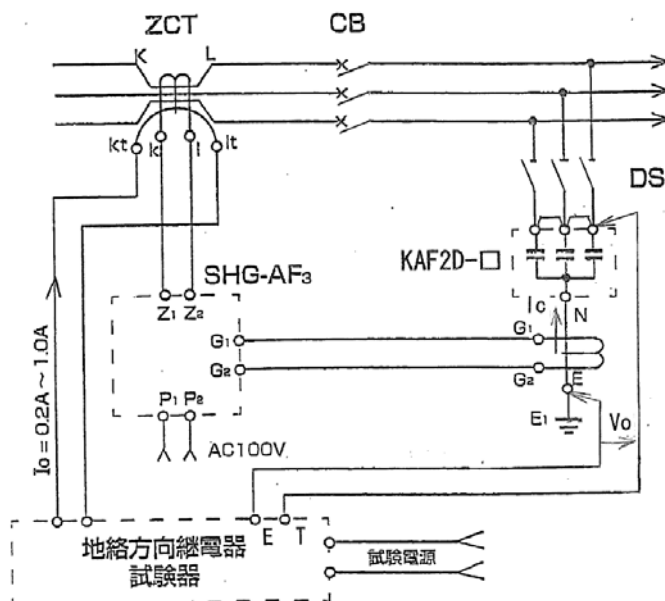 ZCT
CB
K
L
kt
k
l
lt
DS
KAF2D-□
SHG-AF₃
Z₁ Z₂
Ic
N
G₁
G₁
G₂
G₂
E
P₁ P₂
E₁
Vo
AC100V
Io = 0.2A ~ 1.0A
E T
地絡方向継電器
試験器
試験電源